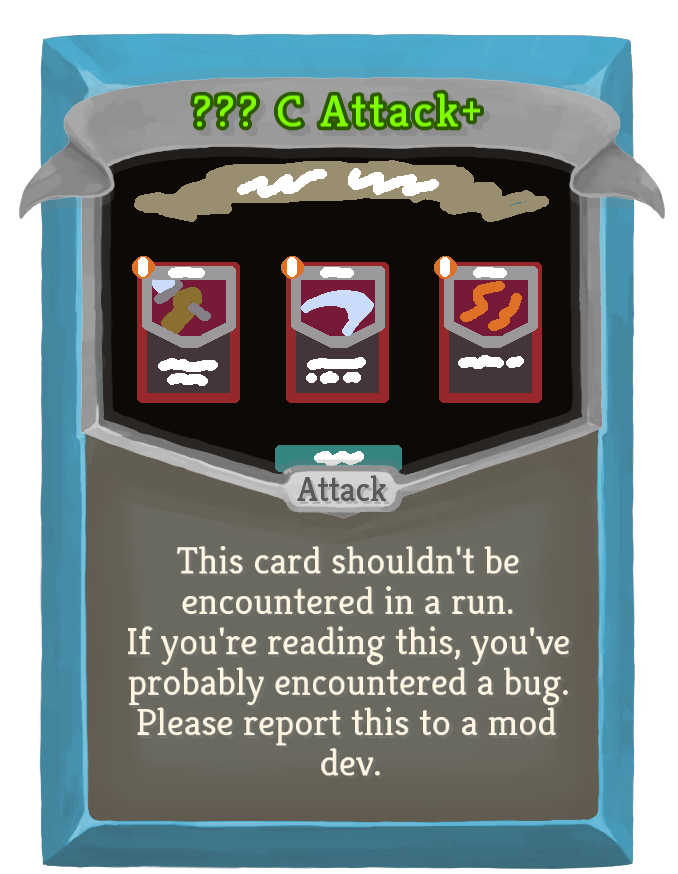 ??? C Attack+
Attack
This card shouldn't be
encountered in a run.
If you're reading this, you've
probably encountered a bug.
Please report this to a mod
dev.